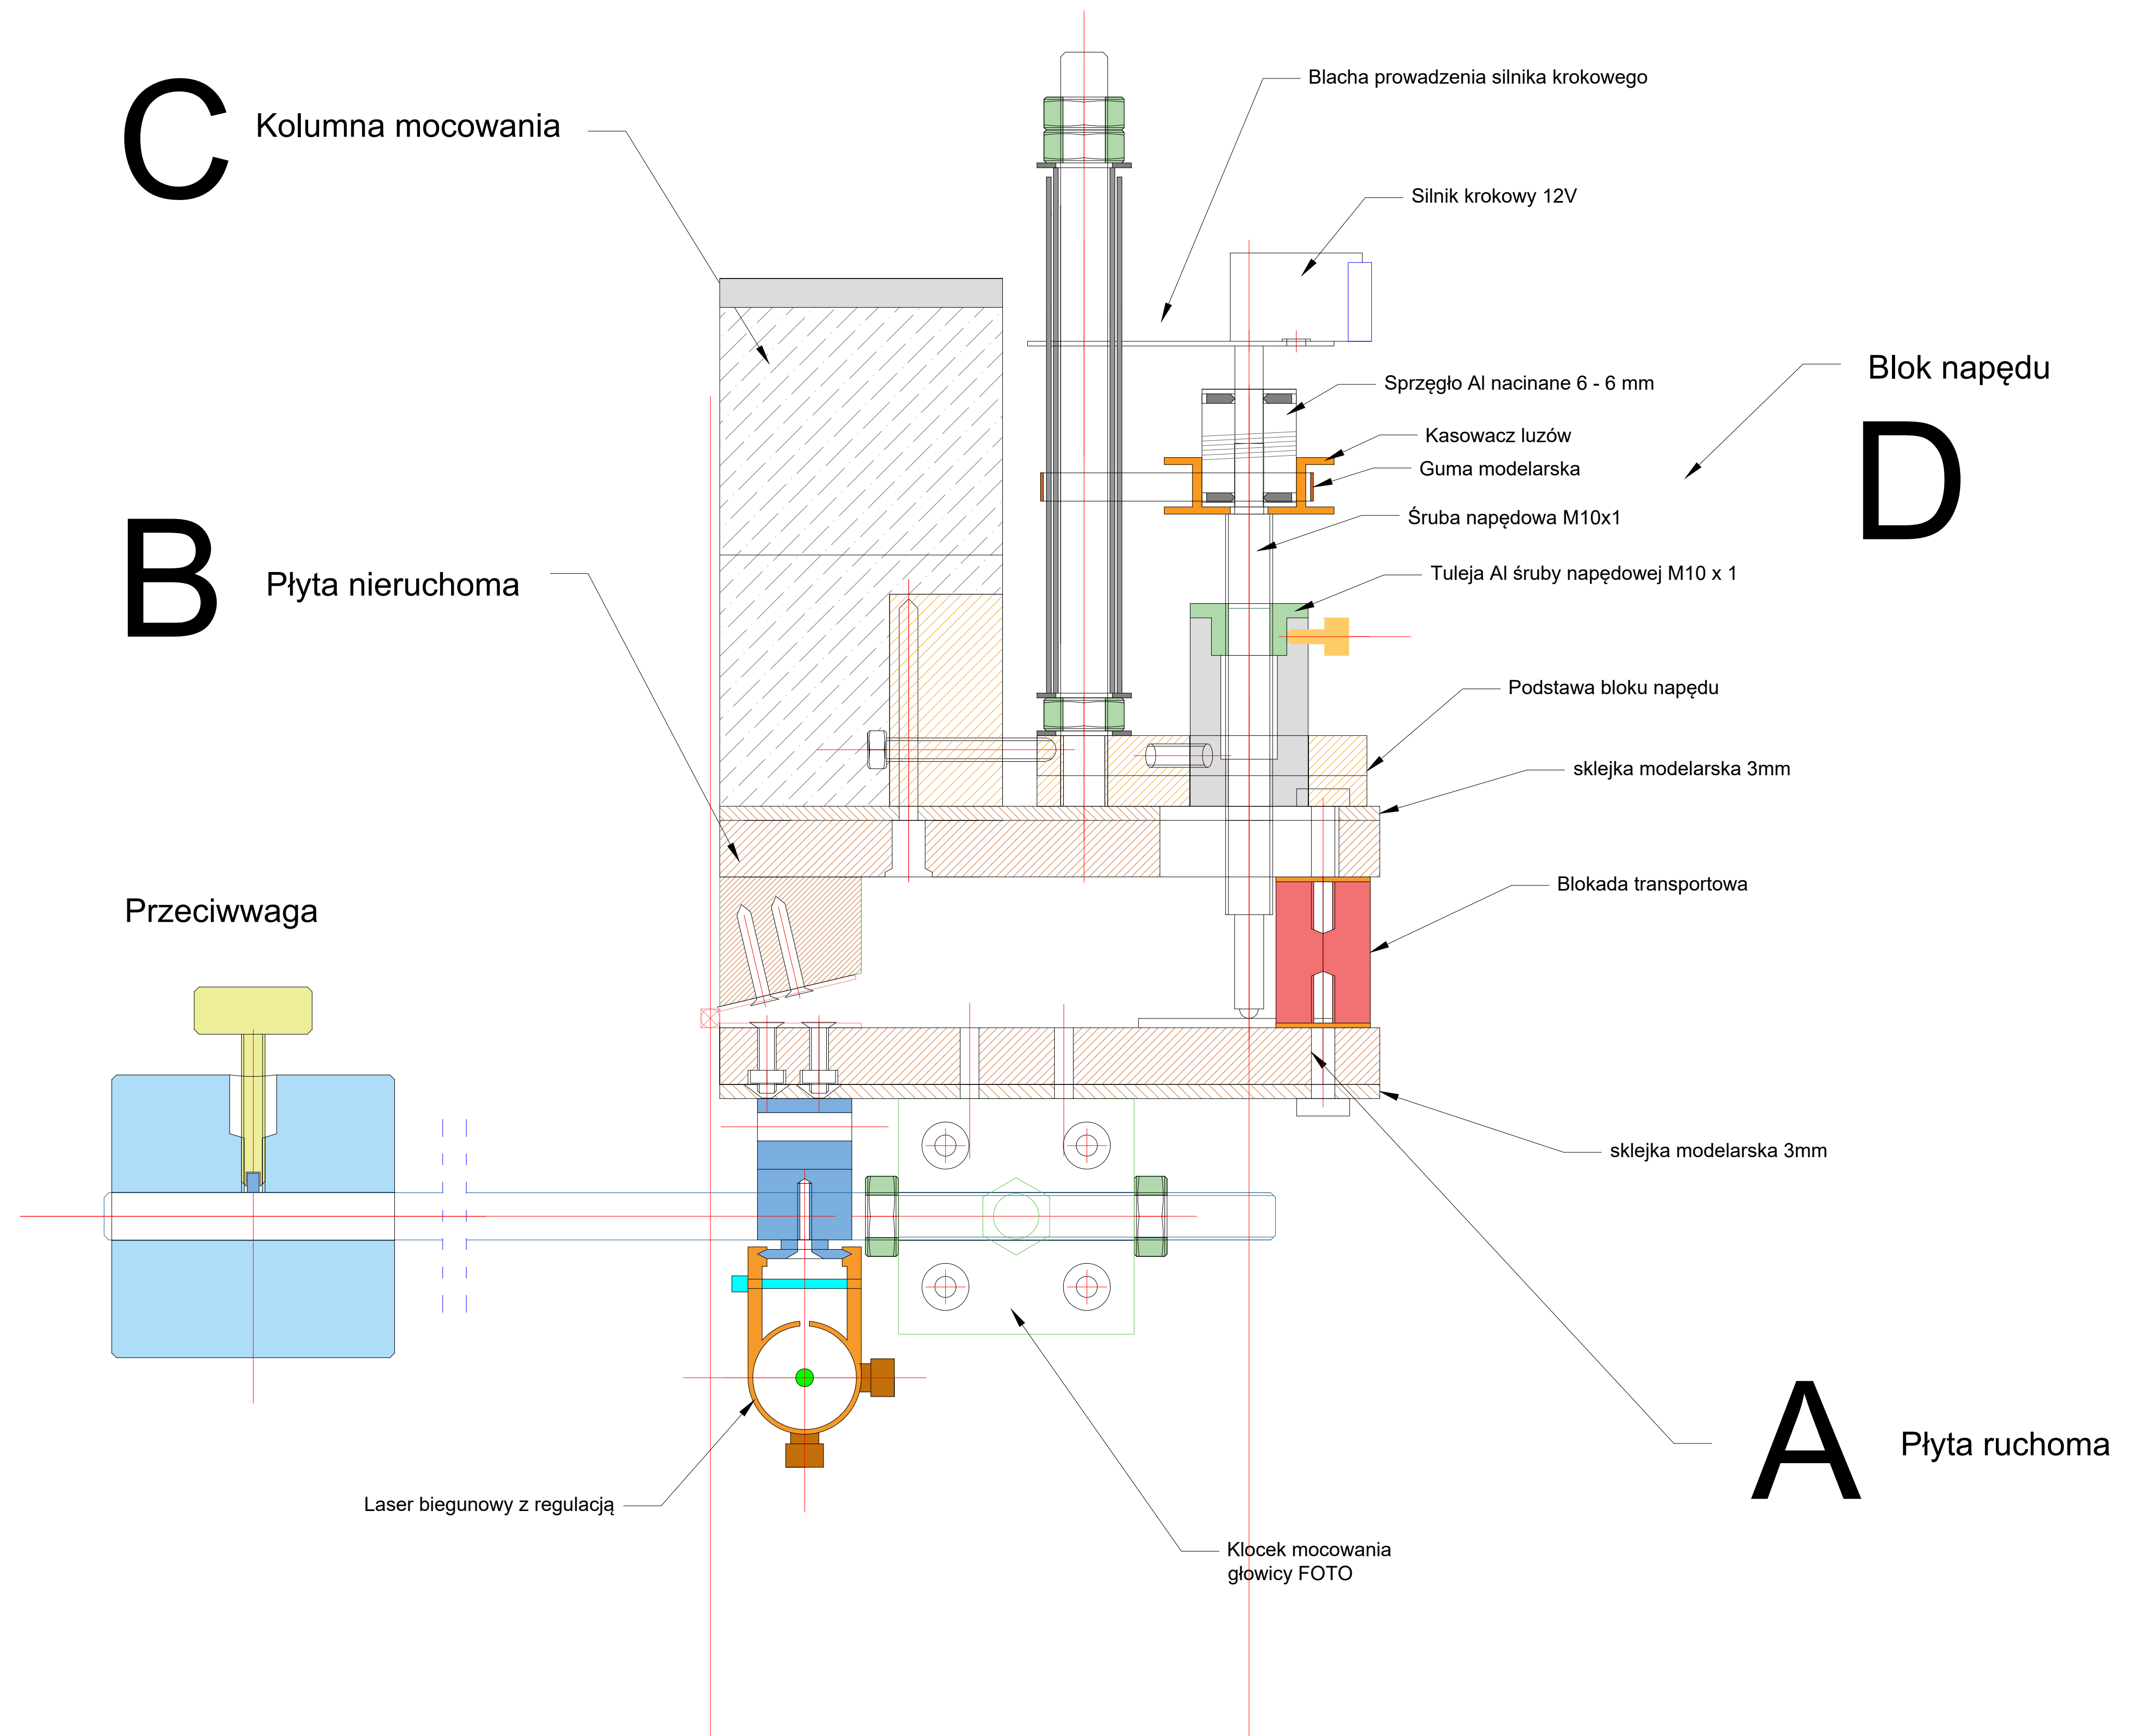 C
Kolumna mocowania
Blacha prowadzenia silnika krokowego
Silnik krokowy 12V
Blok napędu
D
Sprzęgło Al nacinane 6 - 6 mm
Kasowacz luzów
Guma modelarska
Śruba napędowa M10x1
B
Płyta nieruchoma
Tuleja Al śruby napędowej M10 x 1
Podstawa bloku napędu
sklejka modelarska 3mm
Blokada transportowa
Przeciwwaga
sklejka modelarska 3mm
A
Płyta ruchoma
Laser biegunowy z regulacją
Klocek mocowania
głowicy FOTO